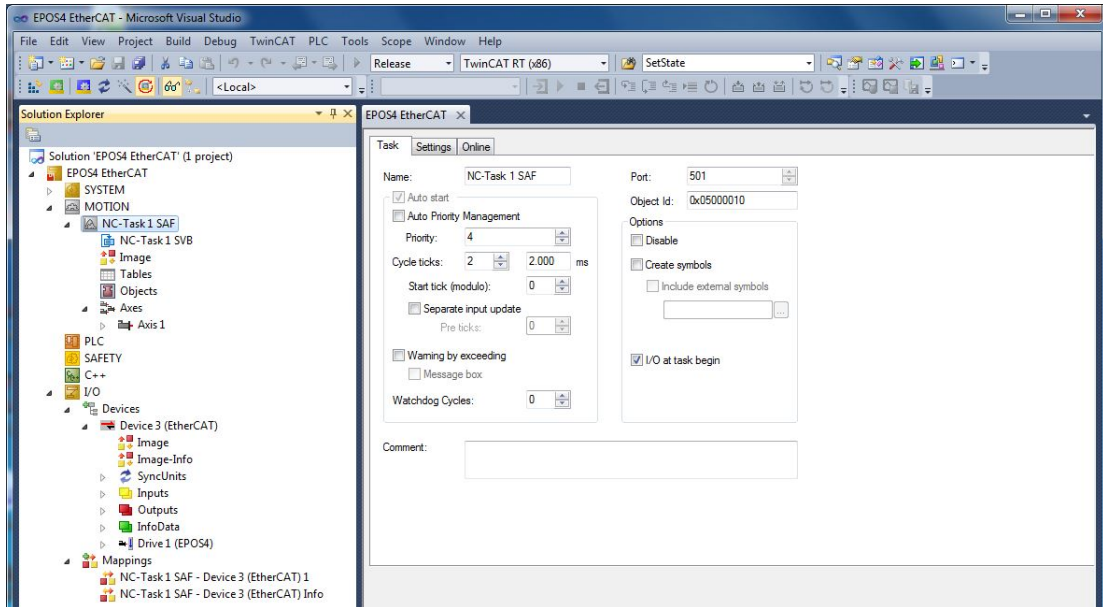 EPOS4 EtherCAT - Microsoft Visual Studio
File Edit View Project Build Debug TwinCAT PLC Tools Scope Window Help
Release TwinCAT RT (x86) SetState
<Local>
Solution Explorer
EPOS4 EtherCAT
Solution 'EPOS4 EtherCAT' (1 project)
EPOS4 EtherCAT
SYSTEM
MOTION
NC-Task 1 SAF
NC-Task 1 SVB
Image
Tables
Objects
Axes
Axis 1
PLC
SAFETY
C++
I/O
Devices
Device 3 (EtherCAT)
Image
Image-Info
SyncUnits
Inputs
Outputs
InfoData
Drive 1 (EPOS4)
Mappings
NC-Task 1 SAF - Device 3 (EtherCAT) 1
NC-Task 1 SAF - Device 3 (EtherCAT) Info
Task Settings Online
Name: NC-Task 1 SAF
Auto start
Auto Priority Management
Priority: 4
Cycle ticks: 2 2.000 ms
Start tick (modulo): 0
Separate input update
Pre ticks: 0
Warning by exceeding
Message box
Watchdog Cycles: 0
Port: 501
Object Id: 0x05000010
Options
Disable
Create symbols
Include external symbols
...
I/O at task begin
Comment: